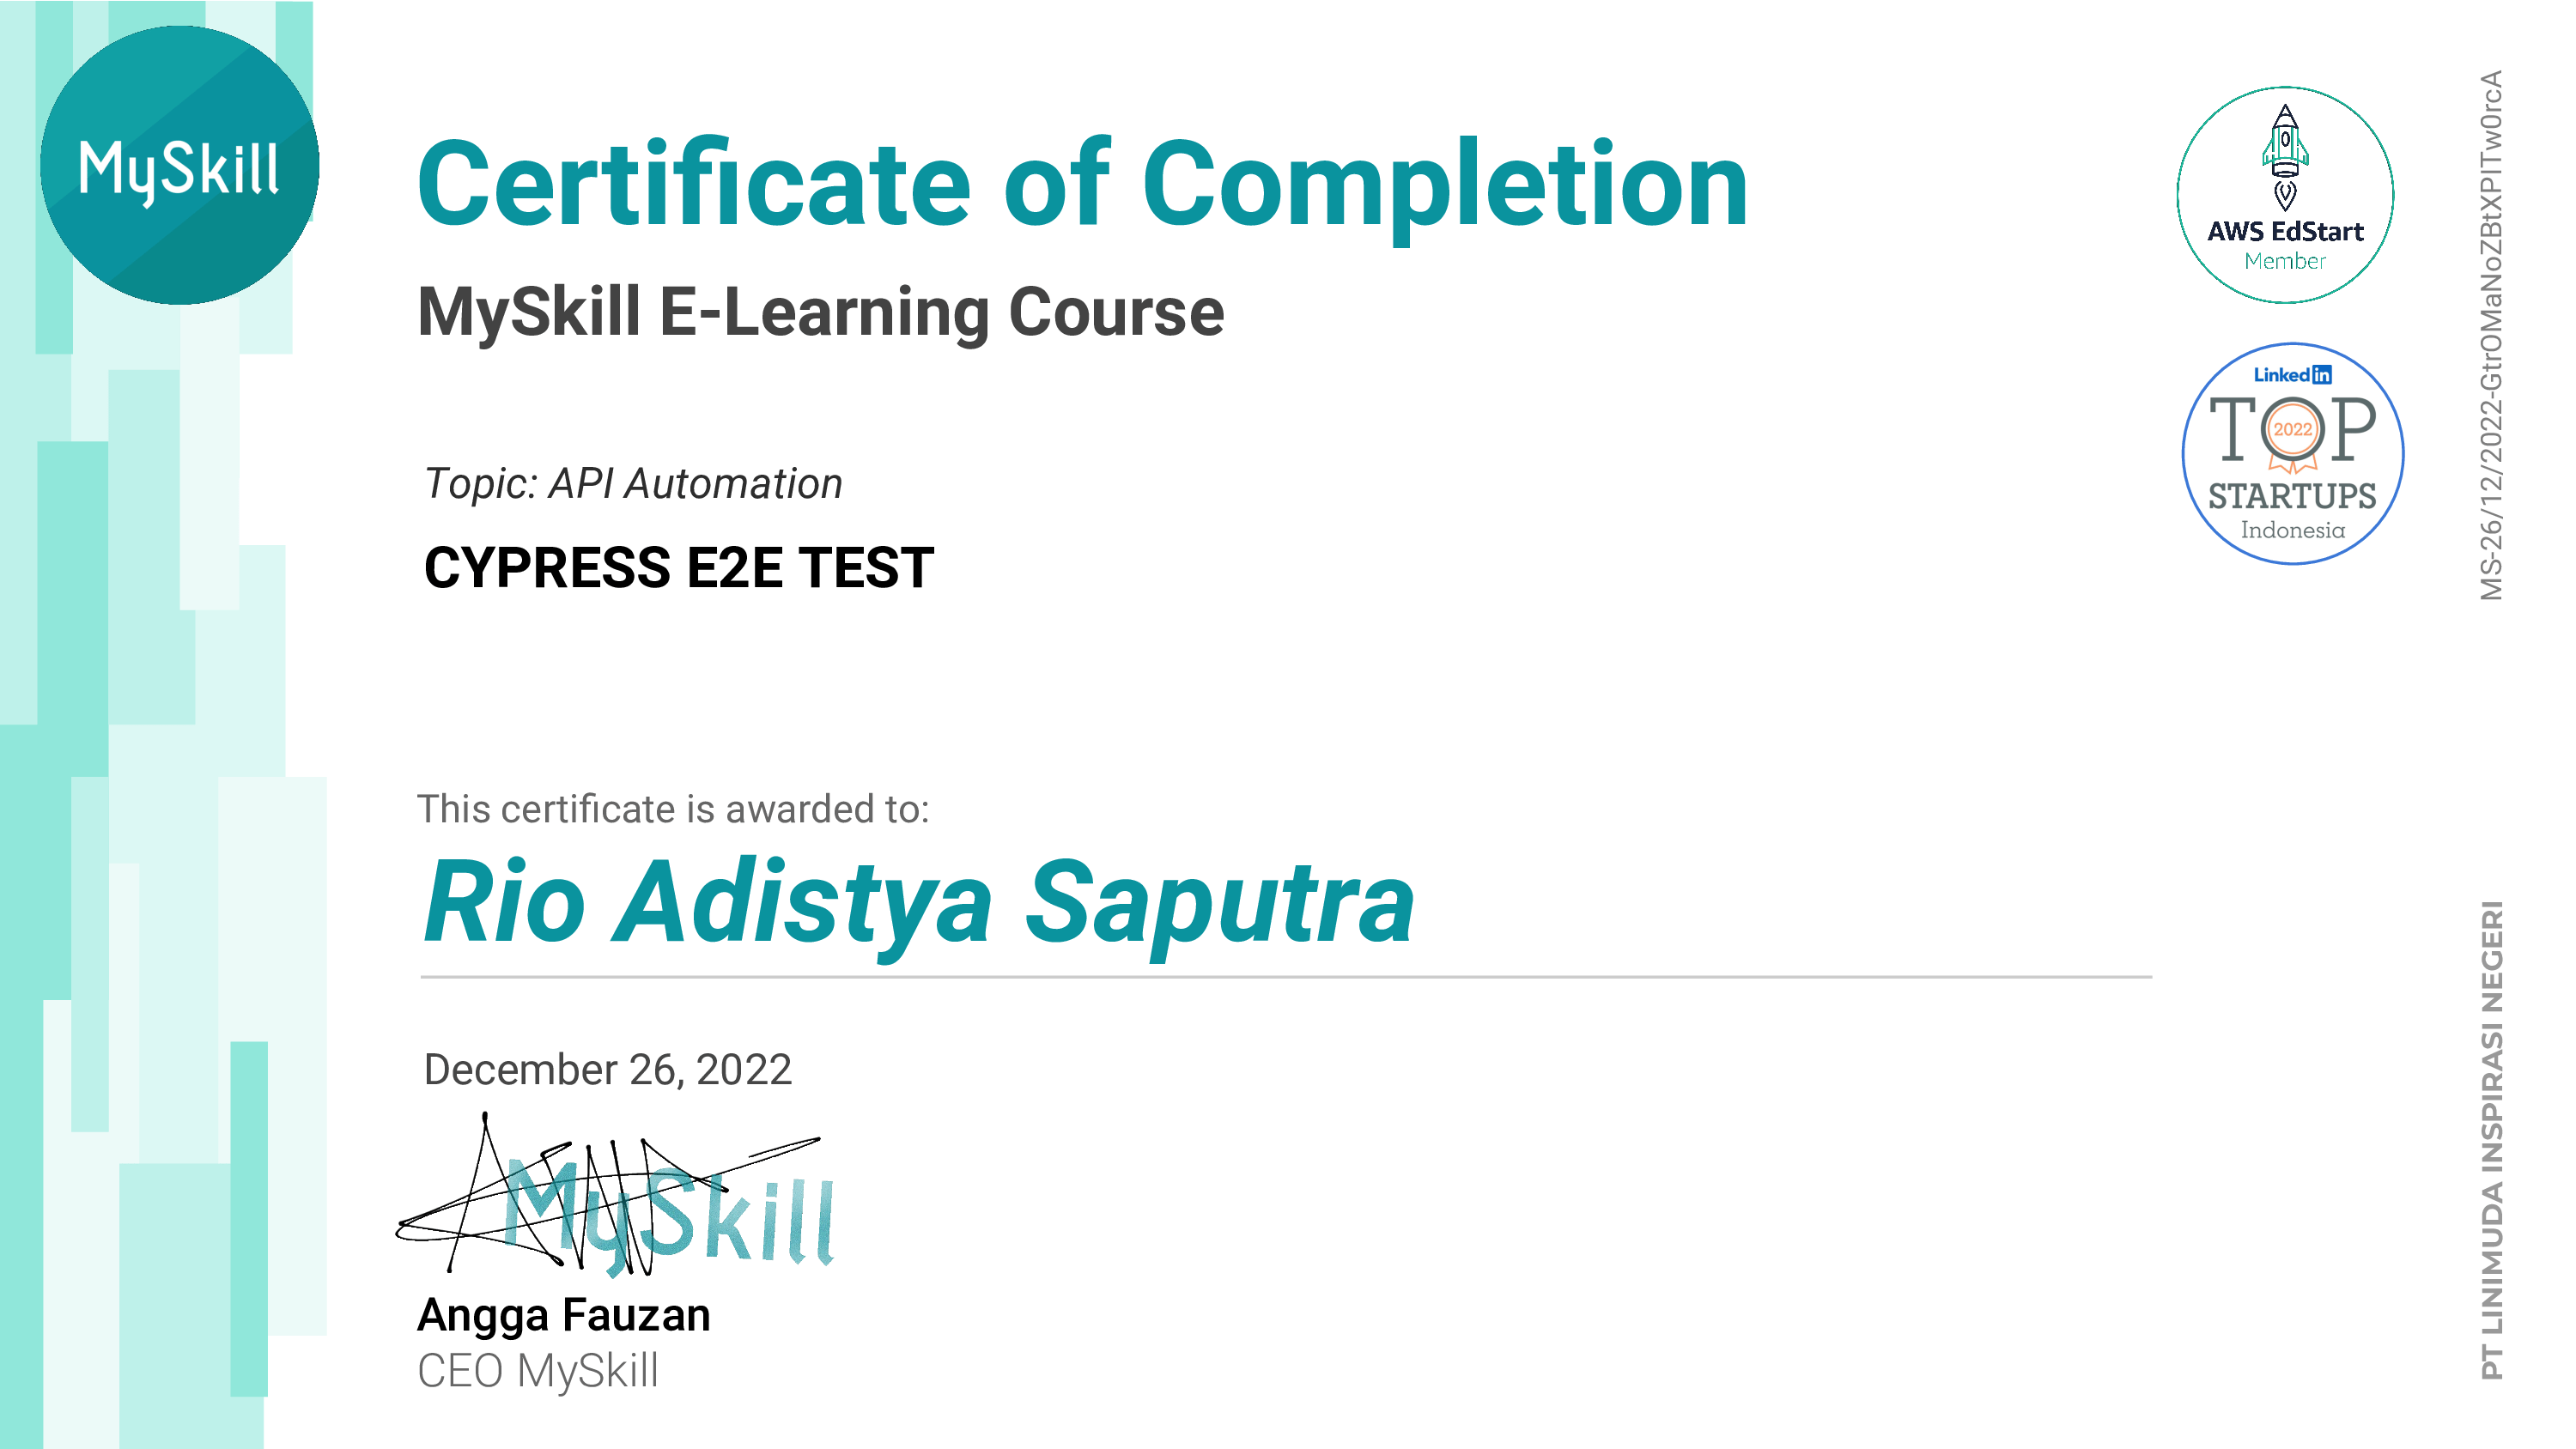 MySkill
Certificate of Completion
MySkill E-Learning Course
Topic: API Automation
CYPRESS E2E TEST
This certificate is awarded to:
Rio Adistya Saputra
December 26, 2022
MySkill
Angga Fauzan
CEO MySkill
AWS EdStart
Member
LinkedIn
TOP
2022
STARTUPS
Indonesia
MS-26/12/2022-GtrOMaNoZBtXPITw0rcA
PT LINIMUDA INSPIRASI NEGERI